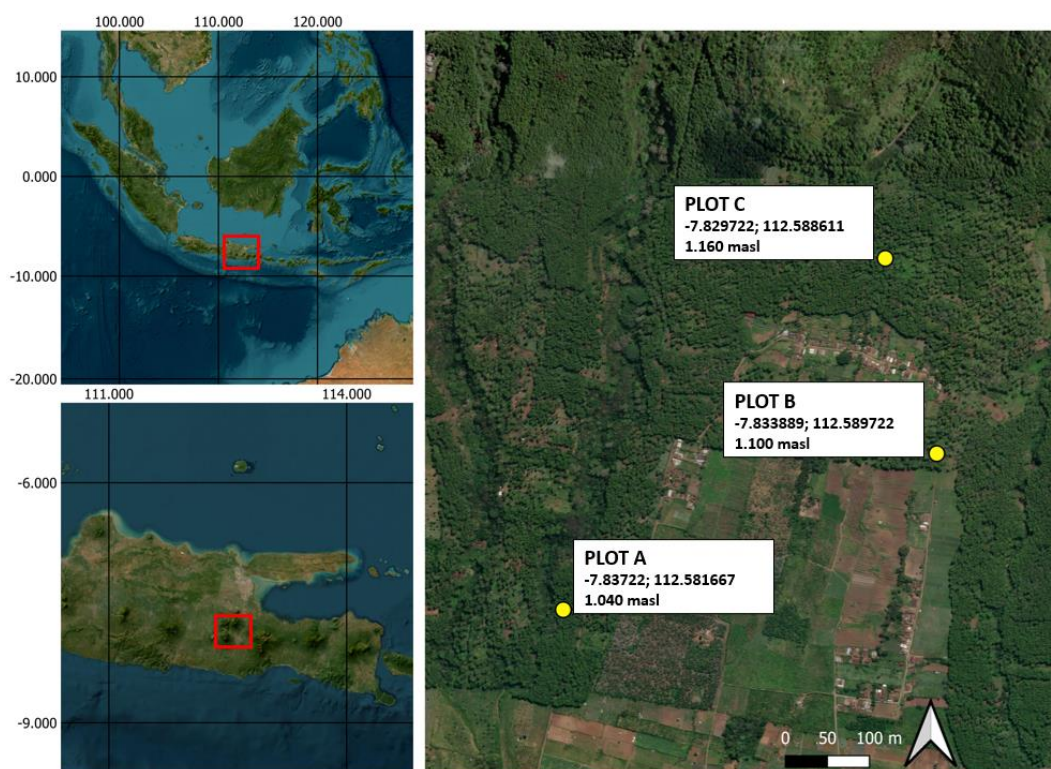 100.000 110.000 120.000
10.000
0.000
-10.000
-20.000
111.000 114.000
-6.000
-9.000
PLOT C
-7.829722; 112.588611
1.160 masl
PLOT B
-7.833889; 112.589722
1.100 masl
PLOT A
-7.83722; 112.581667
1.040 masl
0 50 100 m